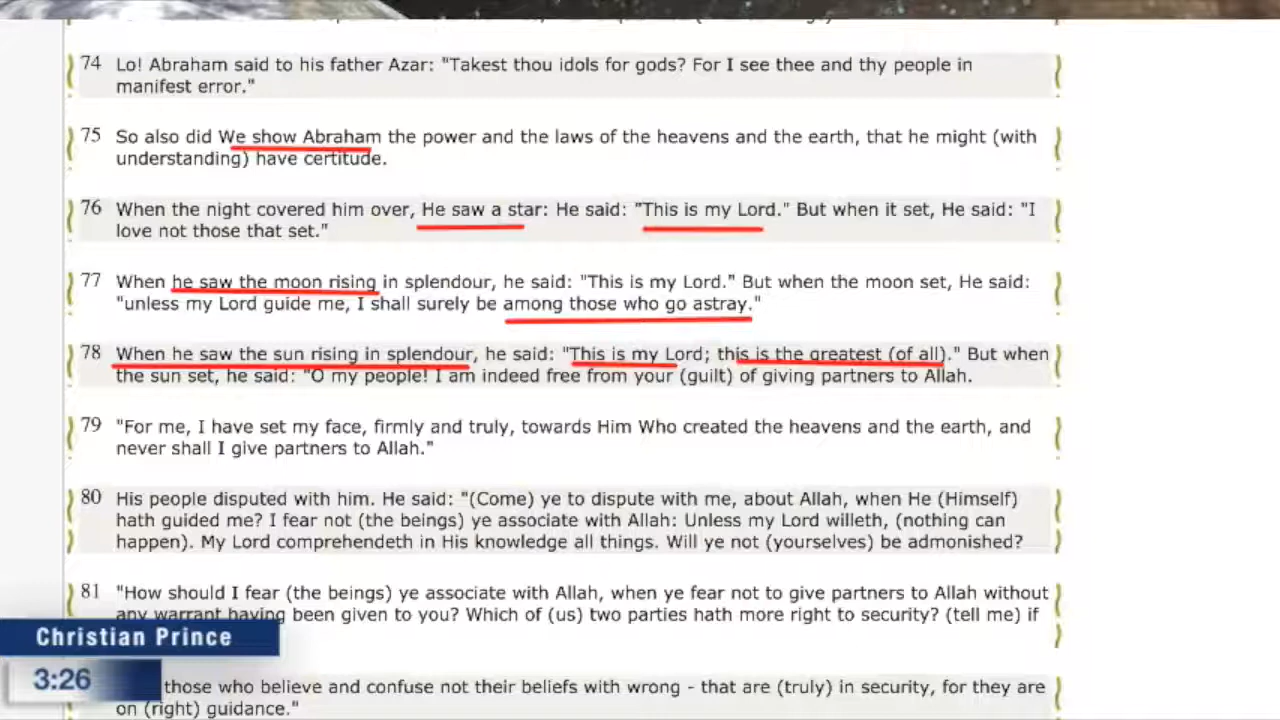 74 Lo! Abraham said to his father Azar: "Takest thou idols for gods? For I see thee and thy people in
manifest error."
75 So also did We show Abraham the power and the laws of the heavens and the earth, that he might (with
understanding) have certitude.
76 When the night covered him over, He saw a star: He said: "This is my Lord." But when it set, He said: "I
love not those that set."
77 When he saw the moon rising in splendour, he said: "This is my Lord." But when the moon set, He said:
"unless my Lord guide me, I shall surely be among those who go astray."
78 When he saw the sun rising in splendour, he said: "This is my Lord; this is the greatest (of all)." But when
the sun set, he said: "O my people! I am indeed free from your (guilt) of giving partners to Allah.
79 "For me, I have set my face, firmly and truly, towards Him Who created the heavens and the earth, and
never shall I give partners to Allah."
80 His people disputed with him. He said: "(Come) ye to dispute with me, about Allah, when He (Himself)
hath guided me? I fear not (the beings) ye associate with Allah: Unless my Lord willeth, (nothing can
happen). My Lord comprehendeth in His knowledge all things. Will ye not (yourselves) be admonished?
81 "How should I fear (the beings) ye associate with Allah, when ye fear not to give partners to Allah without
any warrant having been given to you? Which of (us) two parties hath more right to security? (tell me) if
Christian Prince
3:26
those who believe and confuse not their beliefs with wrong - that are (truly) in security, for they are
on (right) guidance."